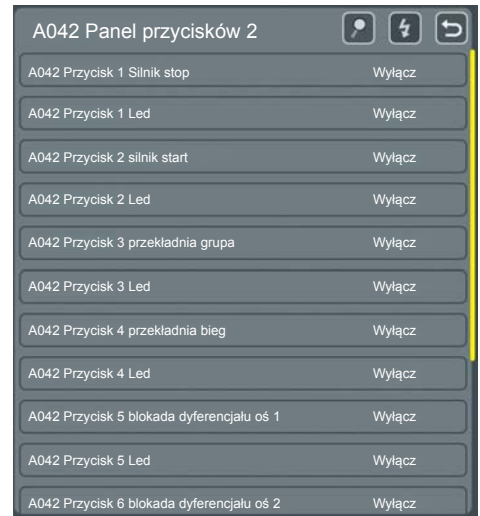 A042 Panel przycisków 2
A042 Przycisk 1 Silnik stop Wyłącz
A042 Przycisk 1 Led Wyłącz
A042 Przycisk 2 silnik start Wyłącz
A042 Przycisk 2 Led Wyłącz
A042 Przycisk 3 przekładnia grupa Wyłącz
A042 Przycisk 3 Led Wyłącz
A042 Przycisk 4 przekładnia bieg Wyłącz
A042 Przycisk 4 Led Wyłącz
A042 Przycisk 5 blokada dyferencjału oś 1 Wyłącz
A042 Przycisk 5 Led Wyłącz
A042 Przycisk 6 blokada dyferencjału oś 2 Wyłącz